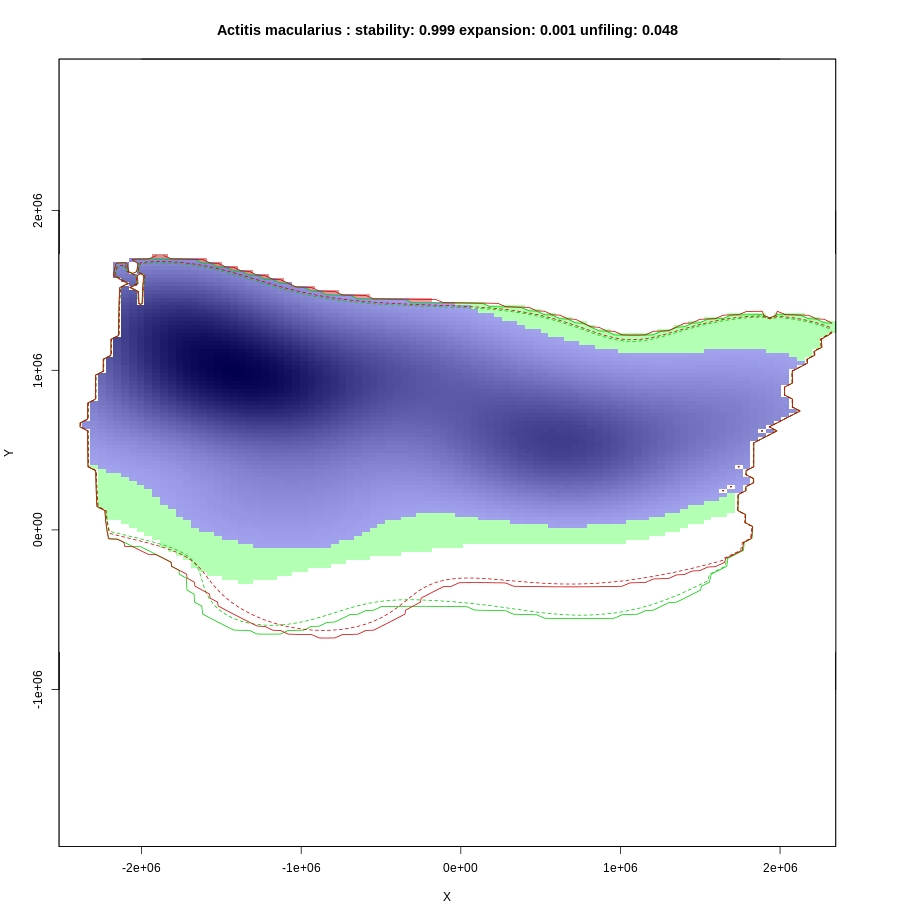 Actitis macularius : stability: 0.999 expansion: 0.001 unfiling: 0.048
2e+06
1e+06
0e+00
-1e+06
Y
-2e+06 -1e+06 0e+00 1e+06 2e+06
X